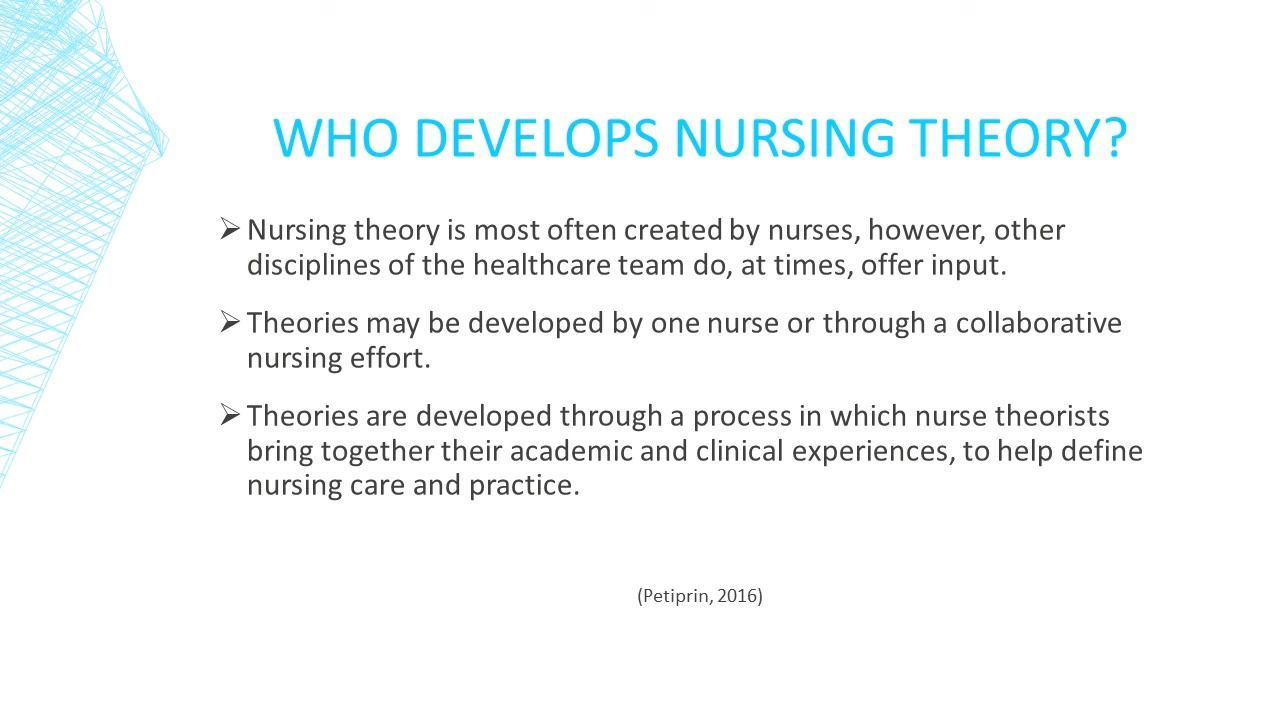 WHO DEVELOPS NURSING THEORY?
➢ Nursing theory is most often created by nurses, however, other
disciplines of the healthcare team do, at times, offer input.
➢ Theories may be developed by one nurse or through a collaborative
nursing effort.
➢ Theories are developed through a process in which nurse theorists
bring together their academic and clinical experiences, to help define
nursing care and practice.
(Petiprin, 2016)